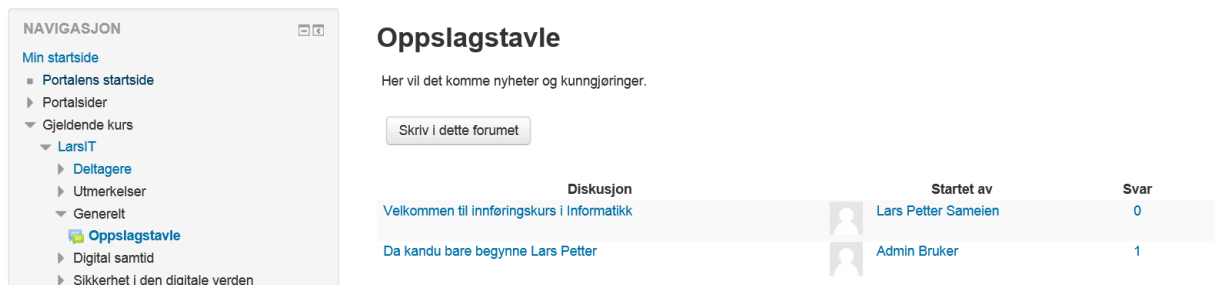 NAVIGASJON
Min startside
Portalens startside
Portalsider
Gjeldende kurs
LarsIT
Deltagere
Utmerkelser
Generelt
Oppslagstavle
Digital samtid
Sikkerhet i den digitale verden
Oppslagstavle
Her vil det komme nyheter og kunngjøringer.
Skriv i dette forumet
Diskusjon Startet av Svar
Velkommen til innføringskurs i Informatikk Lars Petter Sameien 0
Da kandu bare begynne Lars Petter Admin Bruker 1